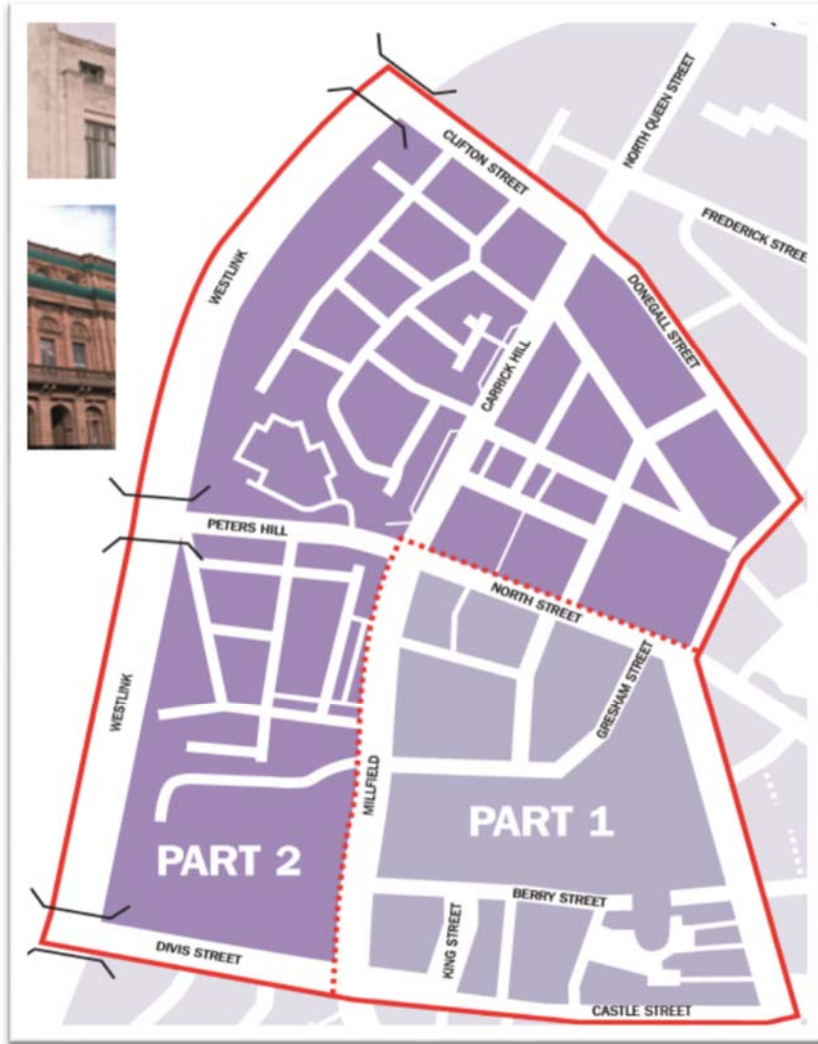 NORTH QUEEN STREET
CLIFTON STREET
FREDERICK STREE
WESTLINK
DONEGALL STREET
CARRICK HILL
PETERS HILL
NORTH STREET
GRESHAM STREET
WESTLINK
MILLFIELD
PART 1
PART 2
BERRY STREET
KING STREET
DIVIS STREET
CASTLE STREET